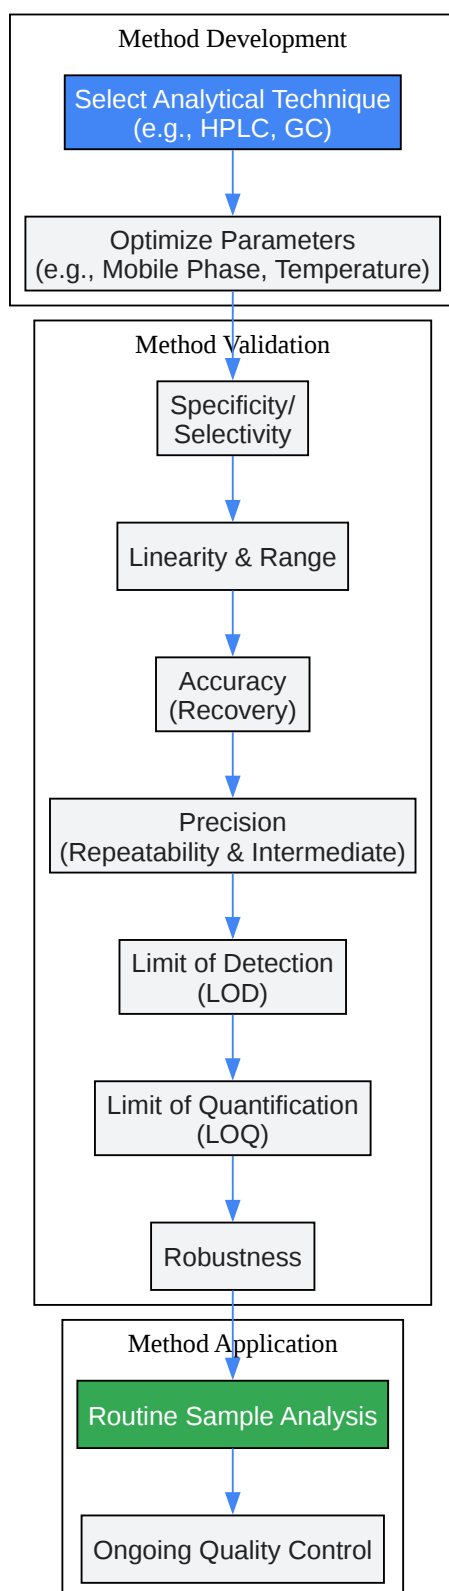 Method Development
Select Analytical Technique
(e.g., HPLC, GC)
Optimize Parameters
(e.g., Mobile Phase, Temperature)
Method Validation
Specificity/
Selectivity
Linearity & Range
Accuracy
(Recovery)
Precision
(Repeatability & Intermediate)
Limit of Detection
(LOD)
Limit of Quantification
(LOQ)
Robustness
Method Application
Routine Sample Analysis
Ongoing Quality Control